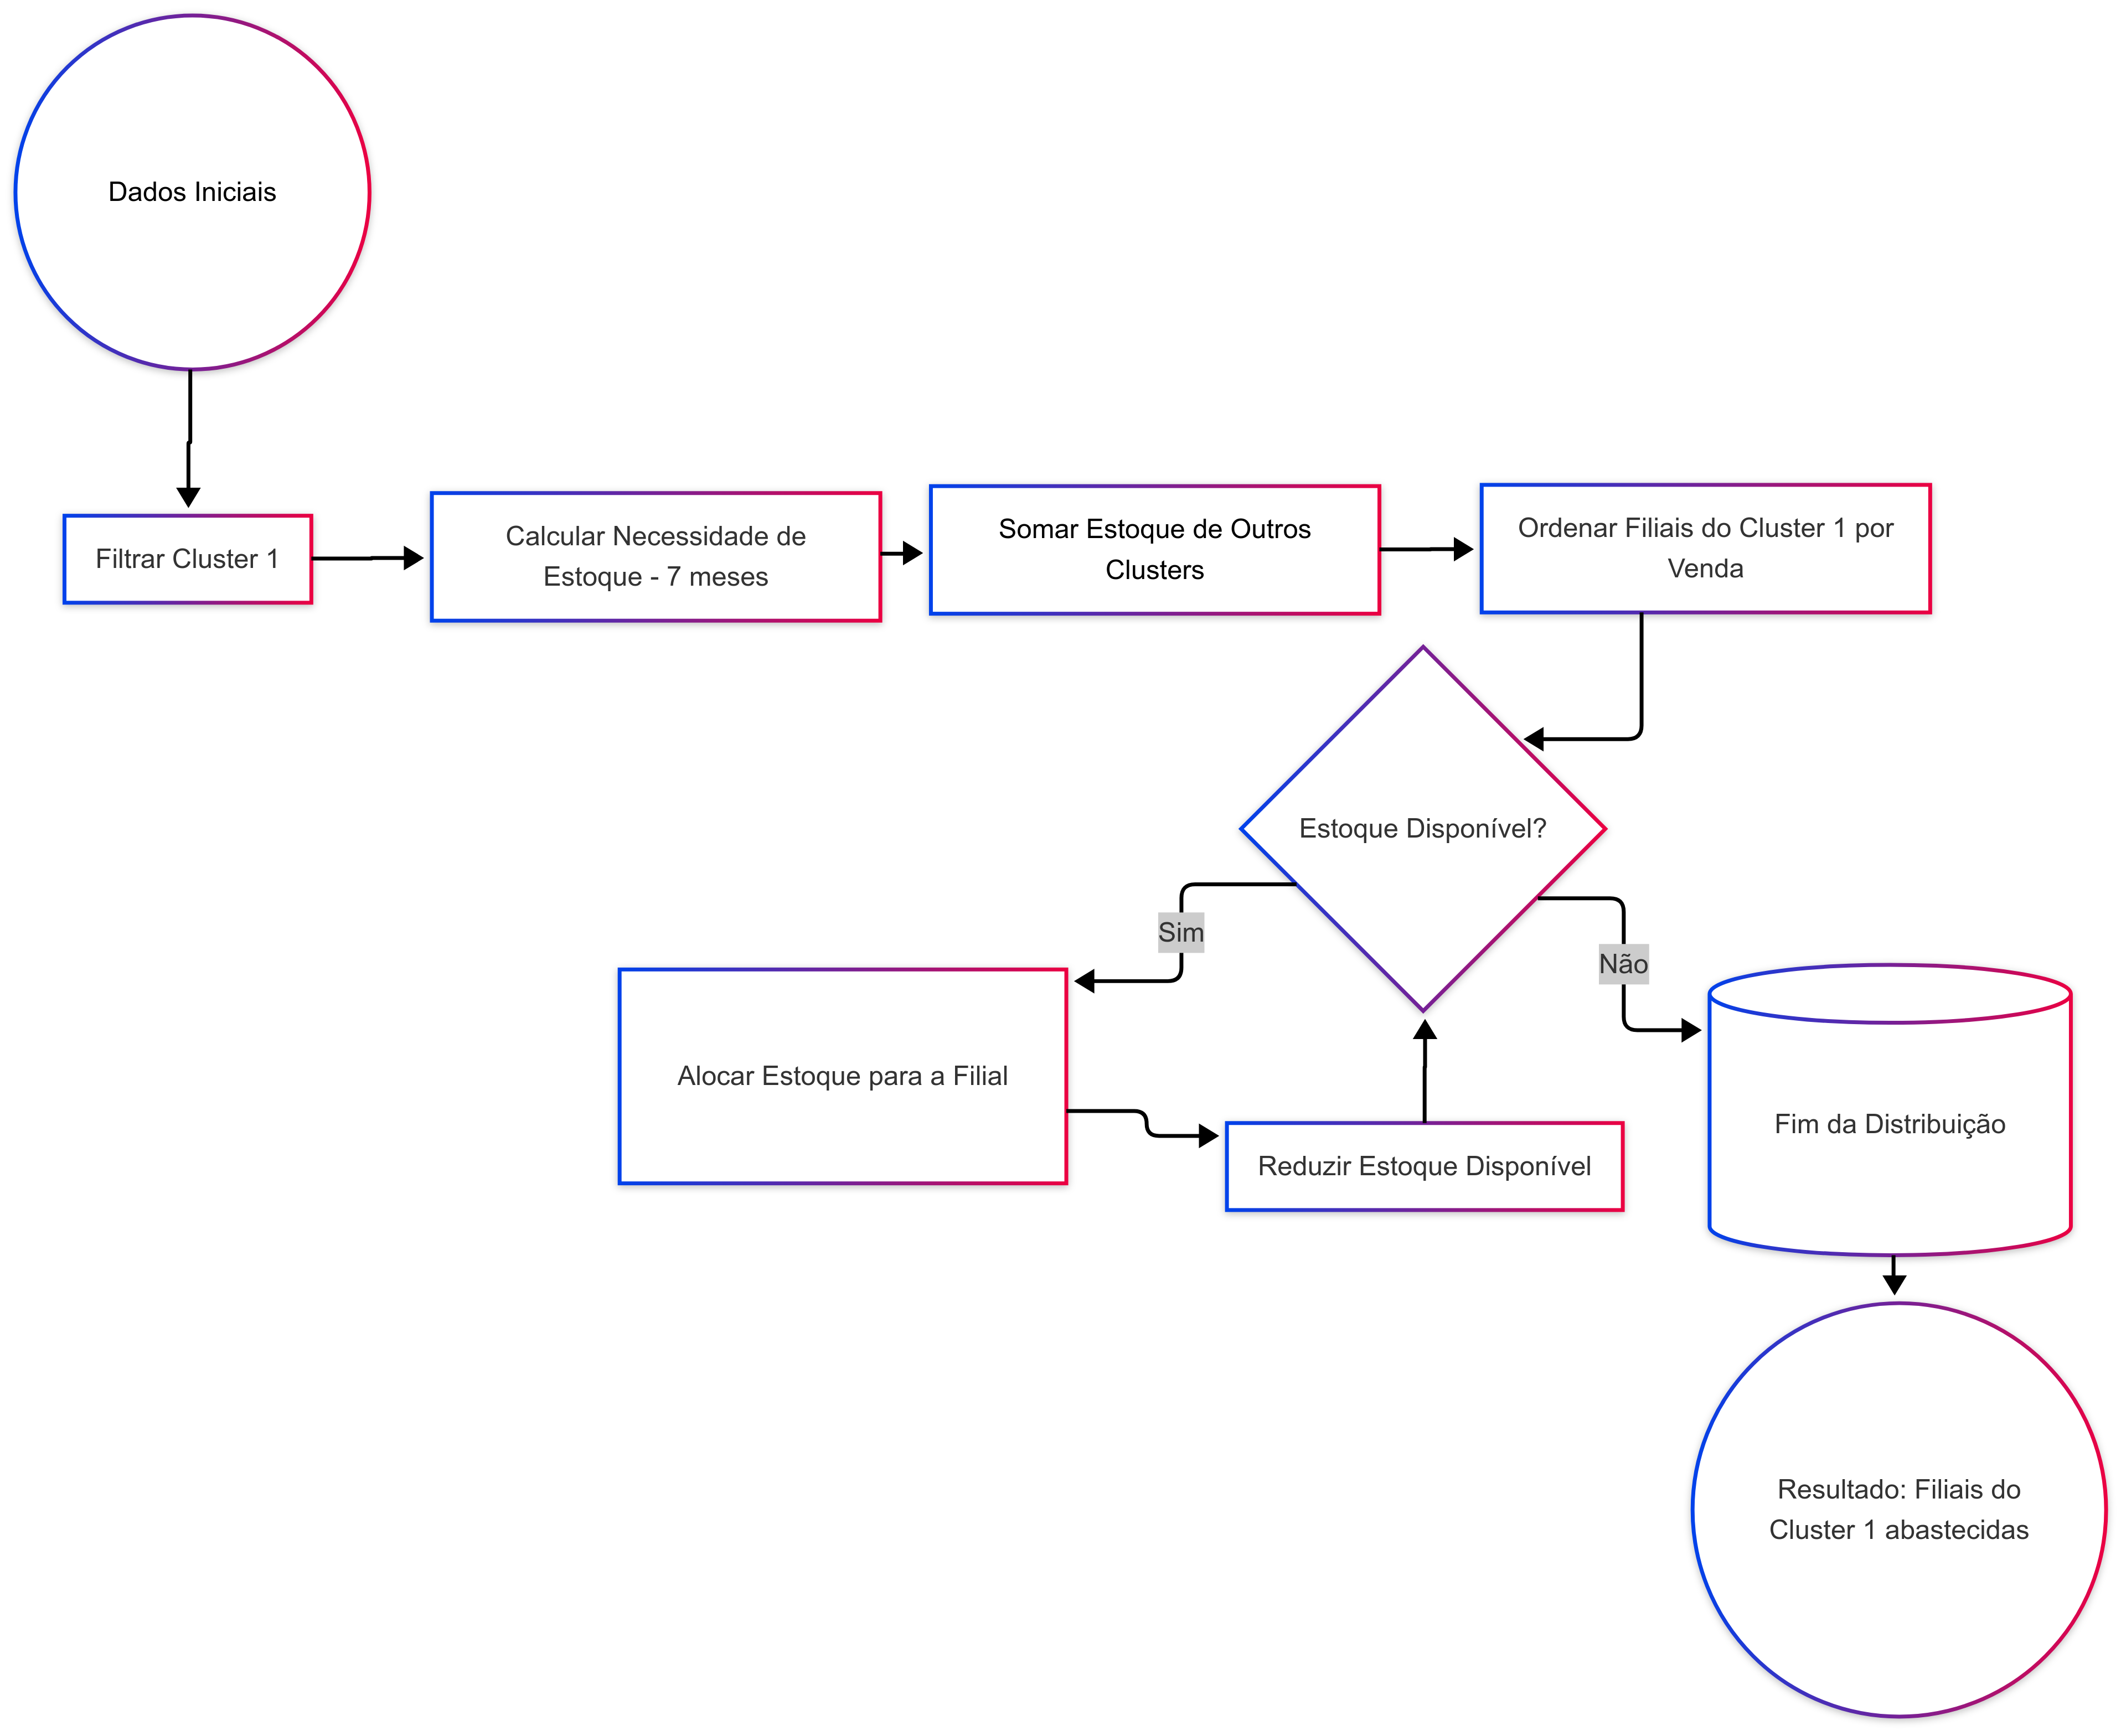 Dados Iniciais
Filtrar Cluster 1
Calcular Necessidade de
Estoque - 7 meses
Somar Estoque de Outros
Clusters
Ordenar Filiais do Cluster 1 por
Venda
Estoque Disponível?
Sim
Não
Alocar Estoque para a Filial
Reduzir Estoque Disponível
Fim da Distribuição
Resultado: Filiais do
Cluster 1 abastecidas